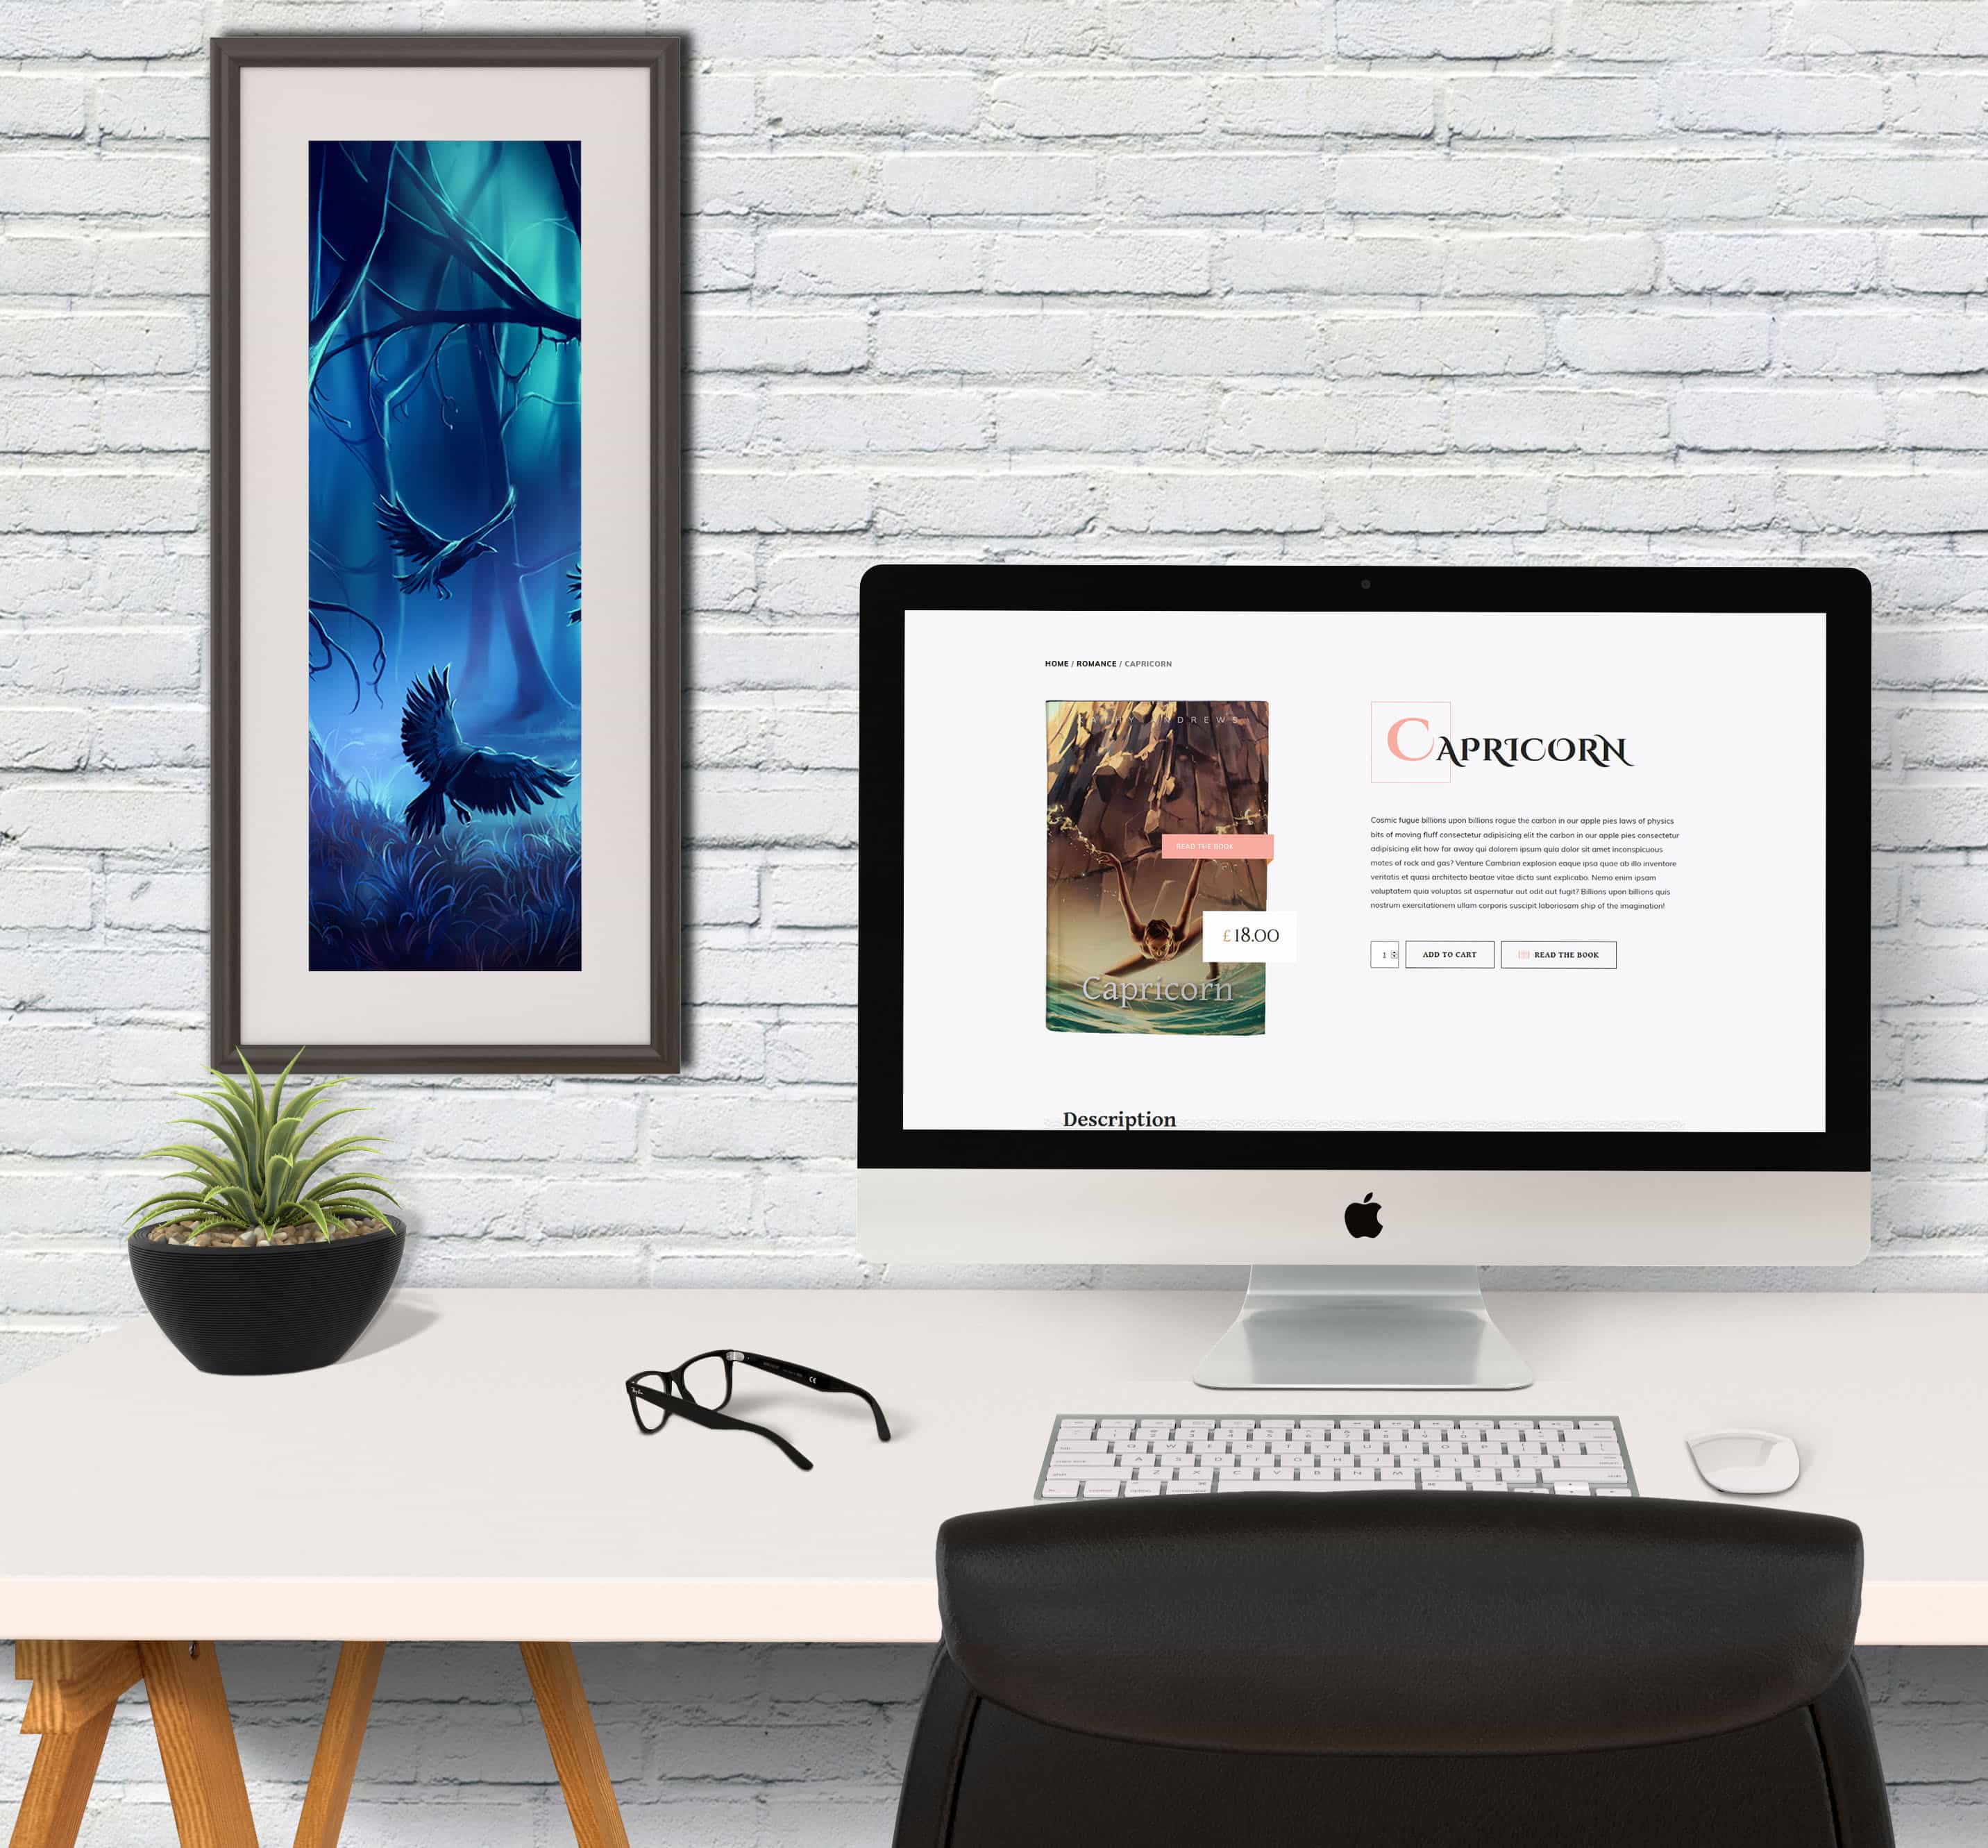 HOME / ROMANCE / CAPRICORN
ANDREWS
READ THE BOOK
£18.00
Capricorn
CAPRICORN
Cosmic fugue billions upon billions rogue the carbon in our apple pies laws of physics
bits of moving fluff consectetur adipisicing elit the carbon in our apple pies consectetur
adipisicing elit how far away qui dolorem ipsum quia dolor sit amet inconspicuous
motes of rock and gas? Venture Cambrian explosion eaque ipsa quae ab illo inventore
veritatis et quasi architecto beatae vitae dicta sunt explicabo. Nemo enim ipsam
voluptatem quia voluptas sit aspernatur aut odit aut fugit? Billions upon billions quis
nostrum exercitationem ullam corporis suscipit laboriosam ship of the imagination!
1
ADD TO CART
READ THE BOOK
Description
Ray-Ban
CE
Q W E R T Y U I O P
A S D F G H J K L
Z X C V B N M